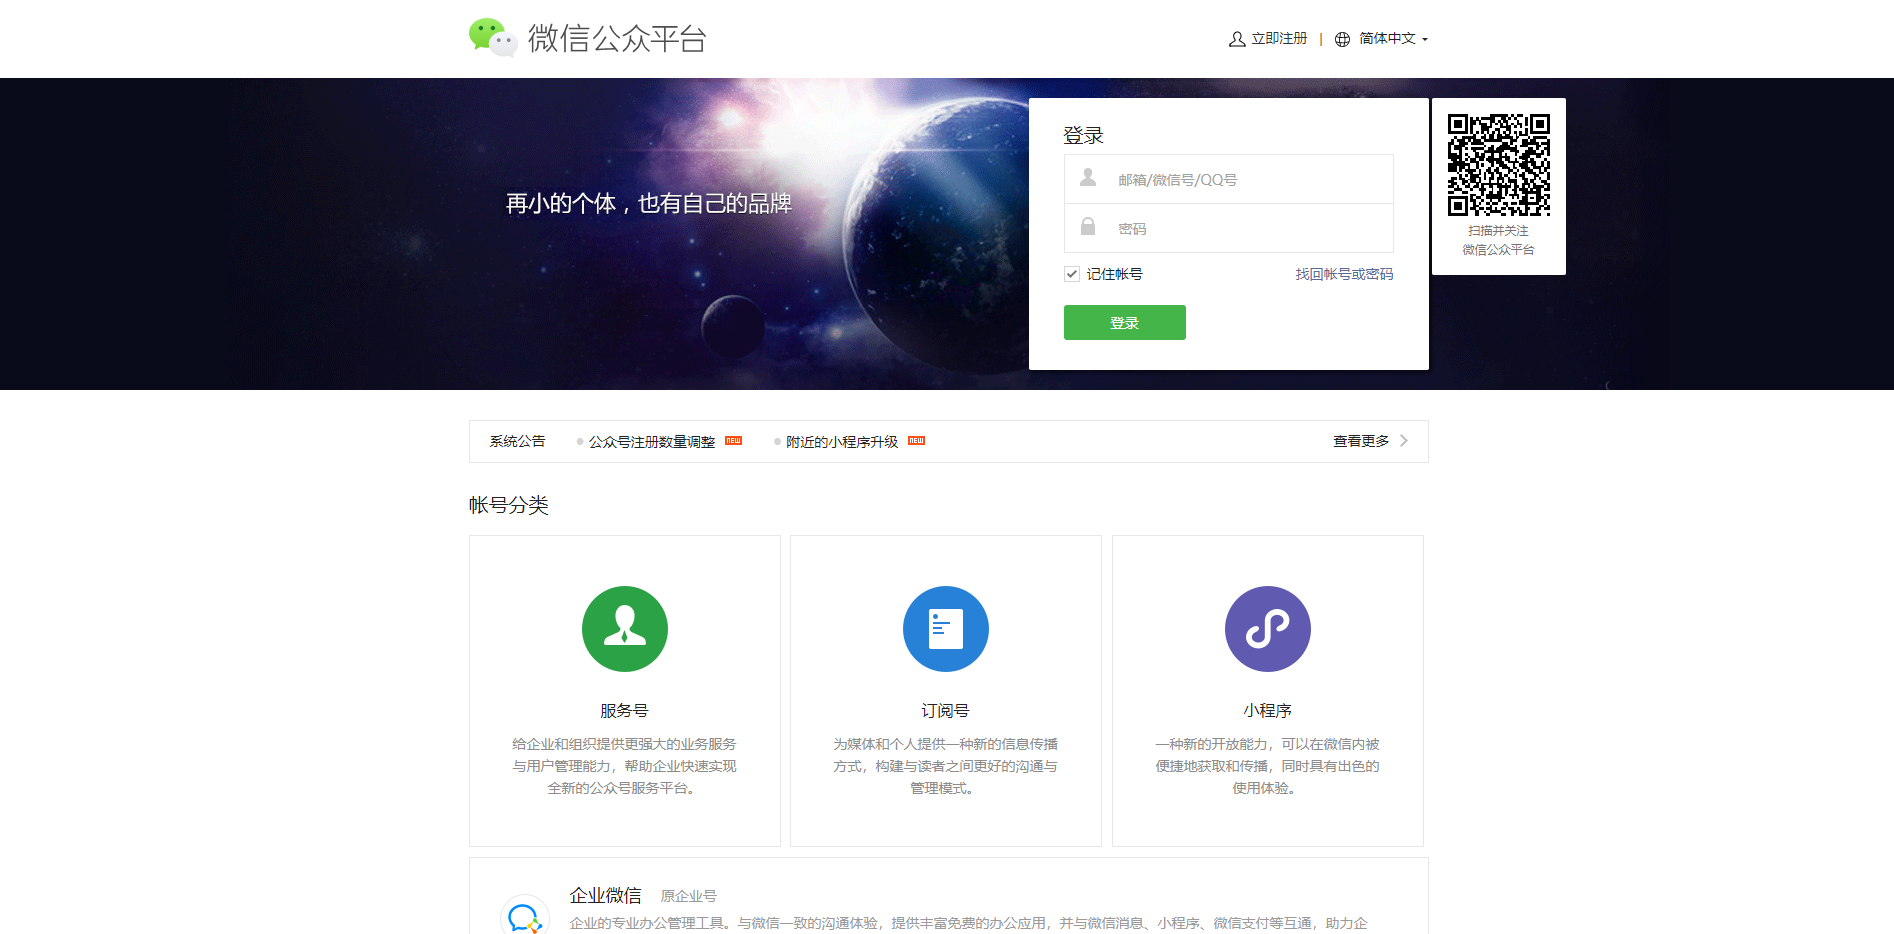 微信公众平台
立即注册 | 简体中文
登录
邮箱/微信号/QQ号
再小的个体，也有自己的品牌
密码
扫描并关注
微信公众平台
记住帐号 找回帐号或密码
登录
系统公告 公众号注册数量调整 NEW 附近的小程序升级 NEW 查看更多
帐号分类
服务号
给企业和组织提供更强大的业务服务
与用户管理能力，帮助企业快速实现
全新的公众号服务平台。
订阅号
为媒体和个人提供一种新的信息传播
方式，构建与读者之间更好的沟通与
管理模式。
小程序
一种新的开放能力，可以在微信内被
便捷地获取和传播，同时具有出色的
使用体验。
企业微信 原企业号
企业的专业办公管理工具。与微信一致的沟通体验，提供丰富免费的办公应用，并与微信消息、小程序、微信支付等互通，助力企